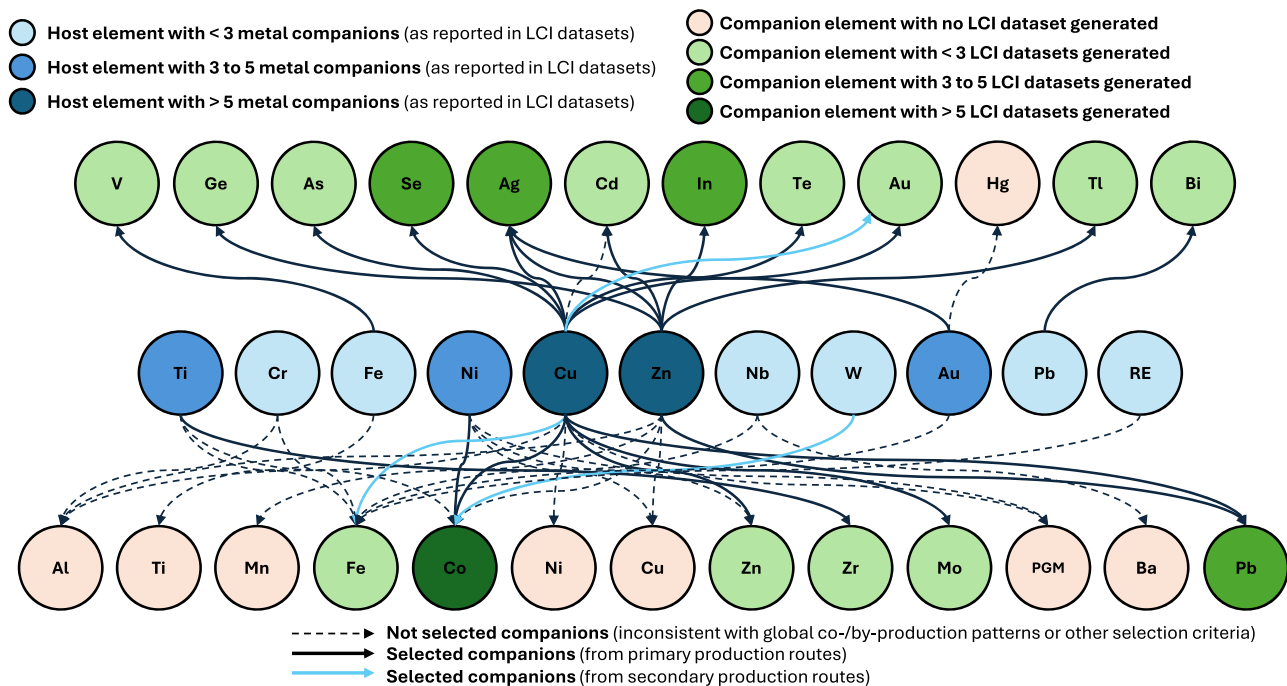 Host element with < 3 metal companions (as reported in LCI datasets)
Host element with 3 to 5 metal companions (as reported in LCI datasets)
Host element with > 5 metal companions (as reported in LCI datasets)
Companion element with no LCI dataset generated
Companion element with < 3 LCI datasets generated
Companion element with 3 to 5 LCI datasets generated
Companion element with > 5 LCI datasets generated
V Ge As Se Ag Cd In Te Au Hg Tl Bi
Ti Cr Fe Ni Cu Zn Nb W Au Pb RE
Al Ti Mn Fe Co Ni Cu Zn Zr Mo PGM Ba Pb
Not selected companions (inconsistent with global co-/by-production patterns or other selection criteria)
Selected companions (from primary production routes)
Selected companions (from secondary production routes)